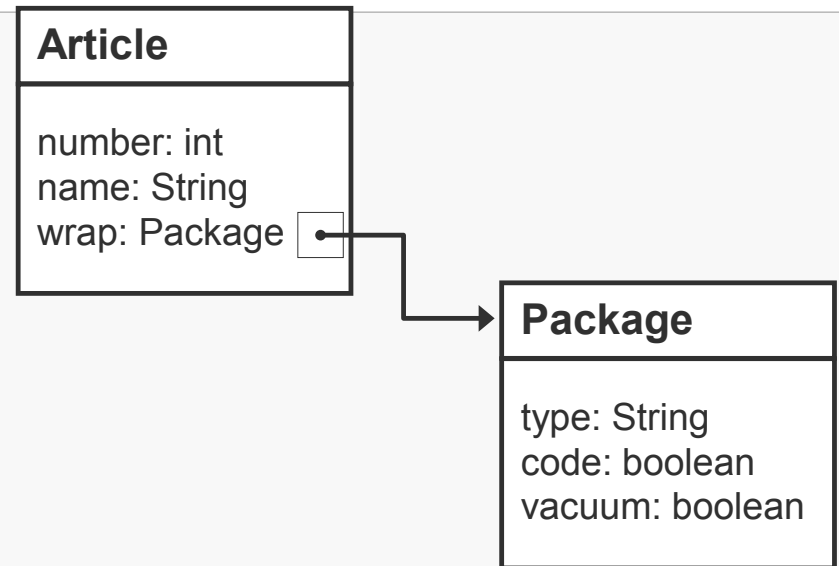 Article
number: int
name: String
wrap: Package
Package
type: String
code: boolean
vacuum: boolean